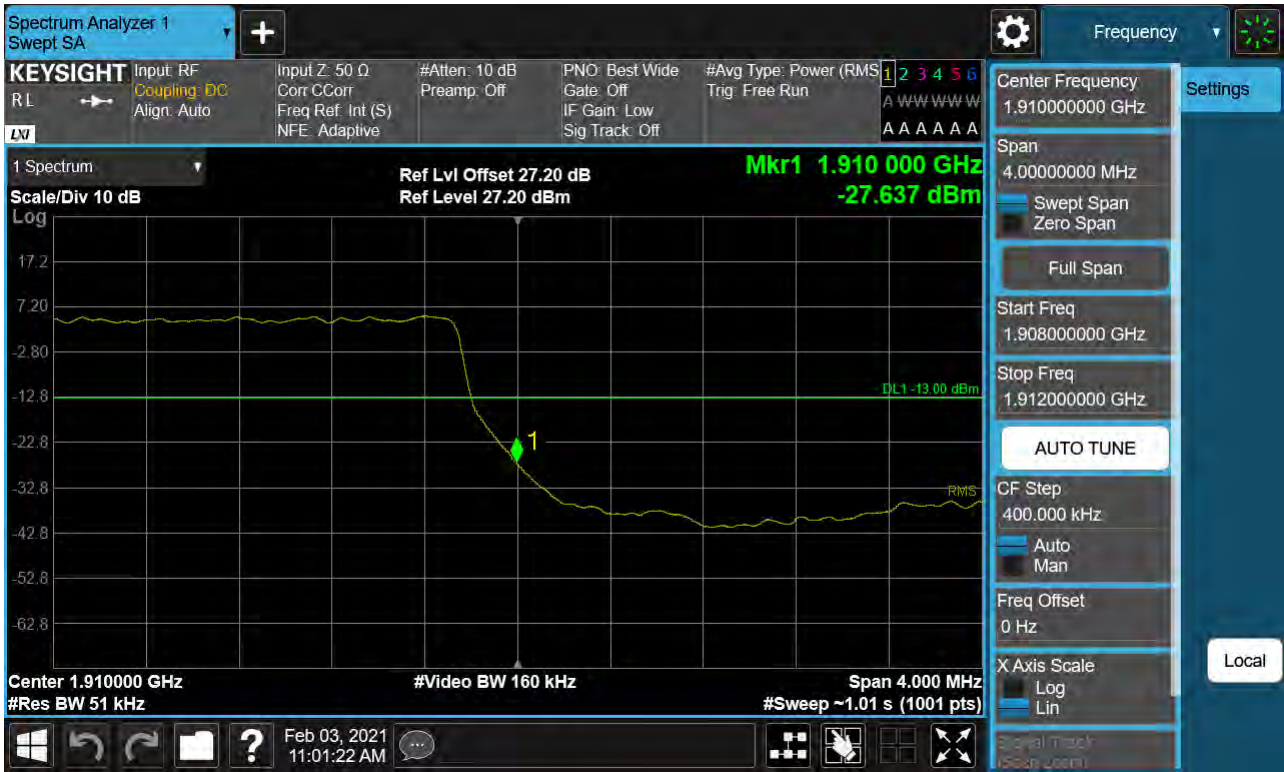 Spectrum Analyzer 1
Swept SA
Frequency
KEYSIGHT
RL
LXI
Input: RF
Coupling: DC
Align: Auto
Input Z: 50 Ω
Corr CCorr
Freq Ref: Int (S)
NFE: Adaptive
#Atten: 10 dB
Preamp: Off
PNO: Best Wide
Gate: Off
IF Gain: Low
Sig Track: Off
#Avg Type: Power (RMS
Trig: Free Run
1 2 3 4 5 6
A W W W W W
A A A A A A
1 Spectrum
Scale/Div 10 dB
Log
Ref Lvl Offset 27.20 dB
Ref Level 27.20 dBm
Mkr1 1.910 000 GHz
-27.637 dBm
17.2
7.20
-2.80
-12.8
-22.8
-32.8
-42.8
-52.8
-62.8
DL1 -13.00 dBm
1
RMS
Center 1.910000 GHz
#Res BW 51 kHz
#Video BW 160 kHz
Span 4.000 MHz
#Sweep ~1.01 s (1001 pts)
Center Frequency
1.910000000 GHz
Span
4.00000000 MHz
Swept Span
Zero Span
Full Span
Start Freq
1.908000000 GHz
Stop Freq
1.912000000 GHz
AUTO TUNE
CF Step
400.000 kHz
Auto
Man
Freq Offset
0 Hz
X Axis Scale
Log
Lin
Signal Track
(Span Zoom)
Settings
Local
?
Feb 03, 2021
11:01:22 AM